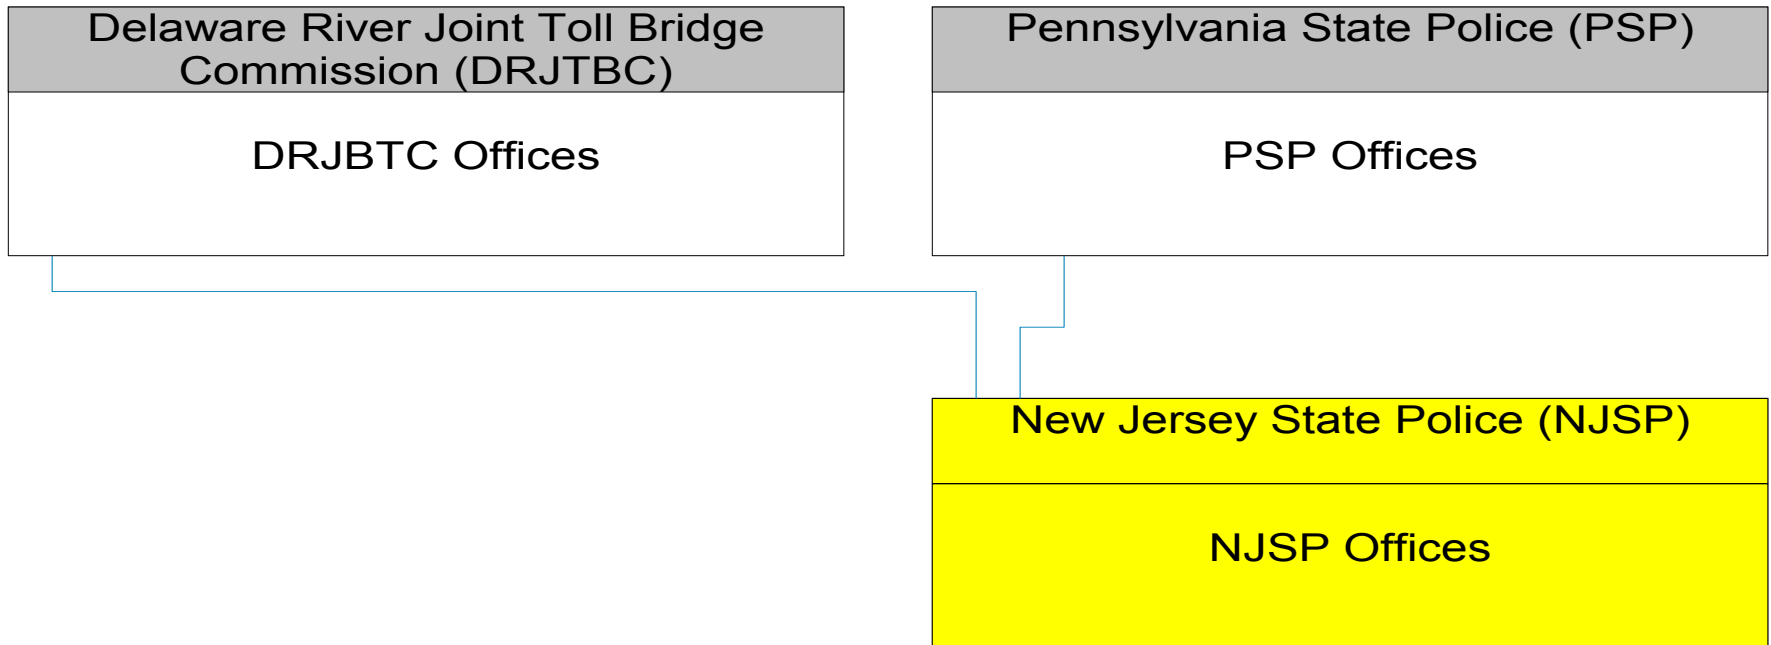 Delaware River Joint Toll Bridge
Commission (DRJTBC)
DRJBTC Offices
Pennsylvania State Police (PSP)
PSP Offices
New Jersey State Police (NJSP)
NJSP Offices